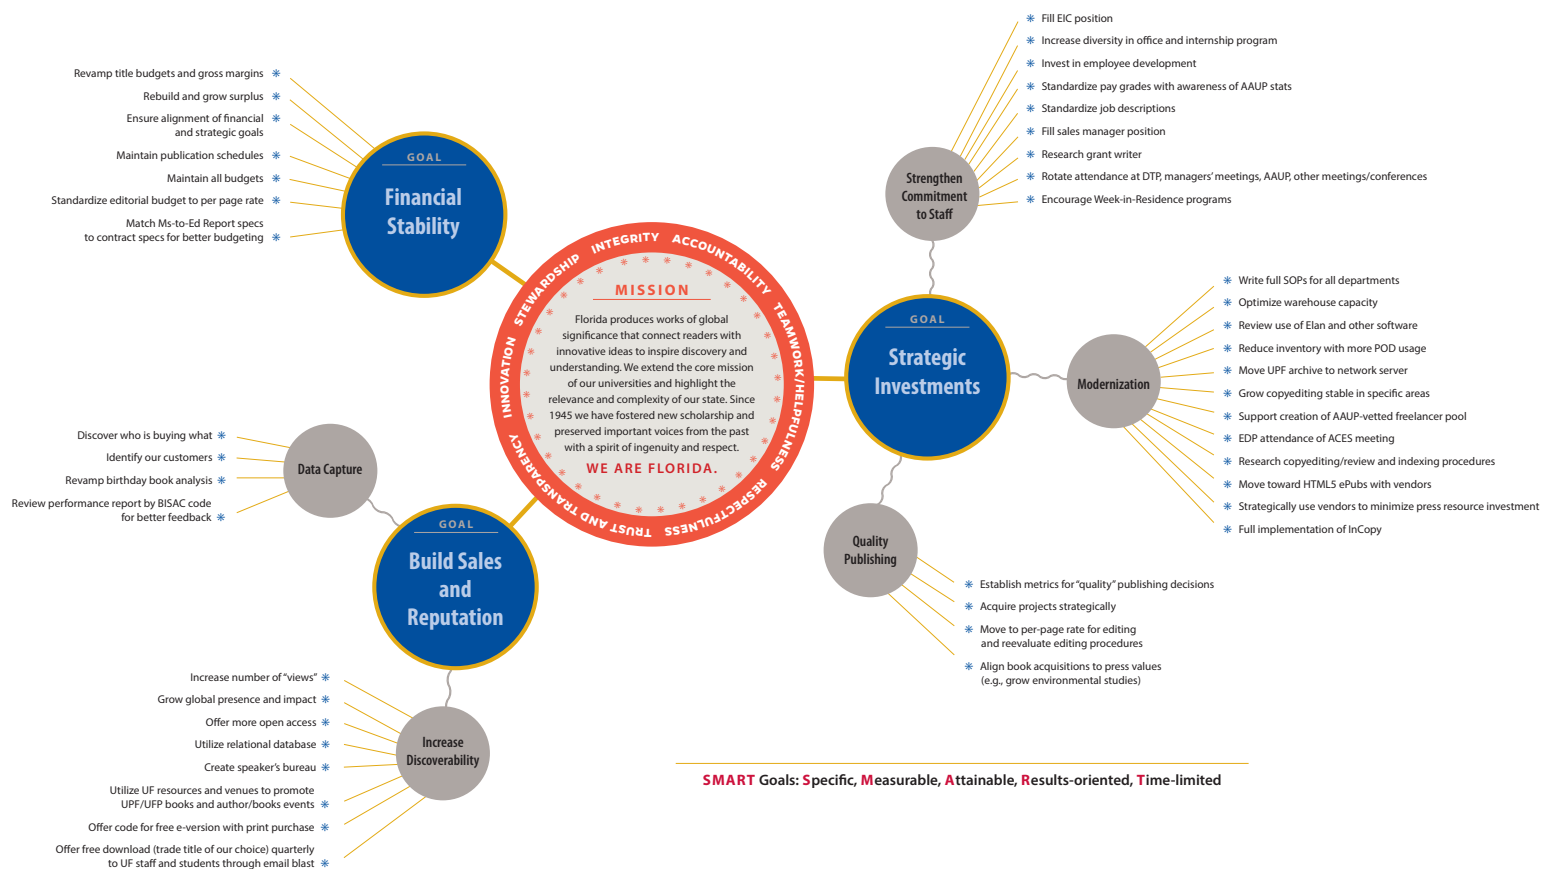 Revamp title budgets and gross margins
Rebuild and grow surplus
Ensure alignment of financial
and strategic goals
Maintain publication schedules
Maintain all budgets
Standardize editorial budget to per page rate
Match Ms-to-Ed Report specs
to contract specs for better budgeting
GOAL
Financial
Stability
INNOVATION STEWARDSHIP INTEGRITY ACCOUNTABILITY TEAMWORK/HELPFULNESS RESPECTFULNESS TRUST AND TRANSPARENCY
MISSION
Florida produces works of global
significance that connect readers with
innovative ideas to inspire discovery and
understanding. We extend the core mission
of our universities and highlight the
relevance and complexity of our state. Since
1945 we have fostered new scholarship and
preserved important voices from the past
with a spirit of ingenuity and respect.
WE ARE FLORIDA.
Fill EIC position
Increase diversity in office and internship program
Invest in employee development
Standardize pay grades with awareness of AAUP stats
Standardize job descriptions
Fill sales manager position
Research grant writer
Rotate attendance at DTP, managers' meetings, AAUP, other meetings/conferences
Encourage Week-in-Residence programs
Strengthen
Commitment
to Staff
GOAL
Strategic
Investments
Modernization
Write full SOPs for all departments
Optimize warehouse capacity
Review use of Elan and other software
Reduce inventory with more POD usage
Move UPF archive to network server
Grow copyediting stable in specific areas
Support creation of AAUP-vetted freelancer pool
EDP attendance of ACES meeting
Research copyediting/review and indexing procedures
Move toward HTML5 ePubs with vendors
Strategically use vendors to minimize press resource investment
Full implementation of InCopy
Quality
Publishing
Establish metrics for "quality" publishing decisions
Acquire projects strategically
Move to per-page rate for editing
and reevaluate editing procedures
Align book acquisitions to press values
(e.g., grow environmental studies)
Discover who is buying what
Identify our customers
Revamp birthday book analysis
Review performance report by BISAC code
for better feedback
Data Capture
GOAL
Build Sales
and
Reputation
Increase number of "views"
Grow global presence and impact
Offer more open access
Utilize relational database
Create speaker's bureau
Utilize UF resources and venues to promote
UPF/UFP books and author/books events
Offer code for free e-version with print purchase
Offer free download (trade title of our choice) quarterly
to UF staff and students through email blast
Increase
Discoverability
SMART Goals: Specific, Measurable, Attainable, Results-oriented, Time-limited